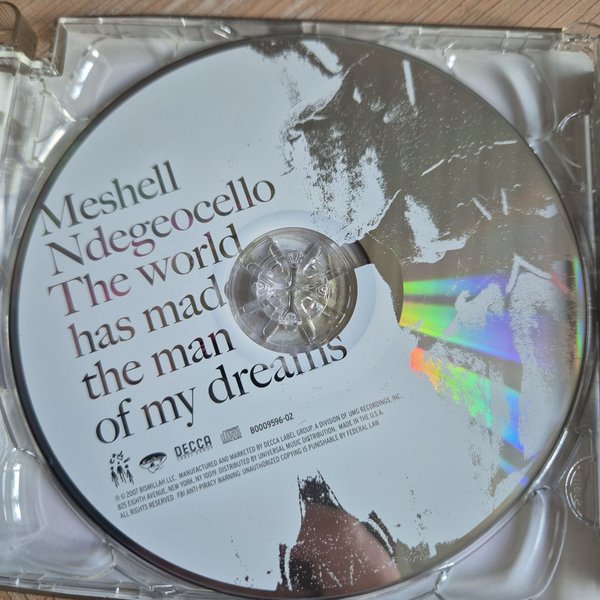 Meshell
Ndegeocello
The world
has mad
the man
of my dreams
DECCA
B0009596-02
℗ © 2007 BISMILLAH LLC. MANUFACTURED AND MARKETED BY DECCA LABEL GROUP. A DIVISION OF UMG RECORDINGS, INC.,
825 EIGHTH AVENUE, NEW YORK, NY 10019. DISTRIBUTED BY UNIVERSAL MUSIC DISTRIBUTION. MADE IN THE U.S.A.
ALL RIGHTS RESERVED. FBI ANTI-PIRACY WARNING: UNAUTHORIZED COPYING IS PUNISHABLE BY FEDERAL LAW.